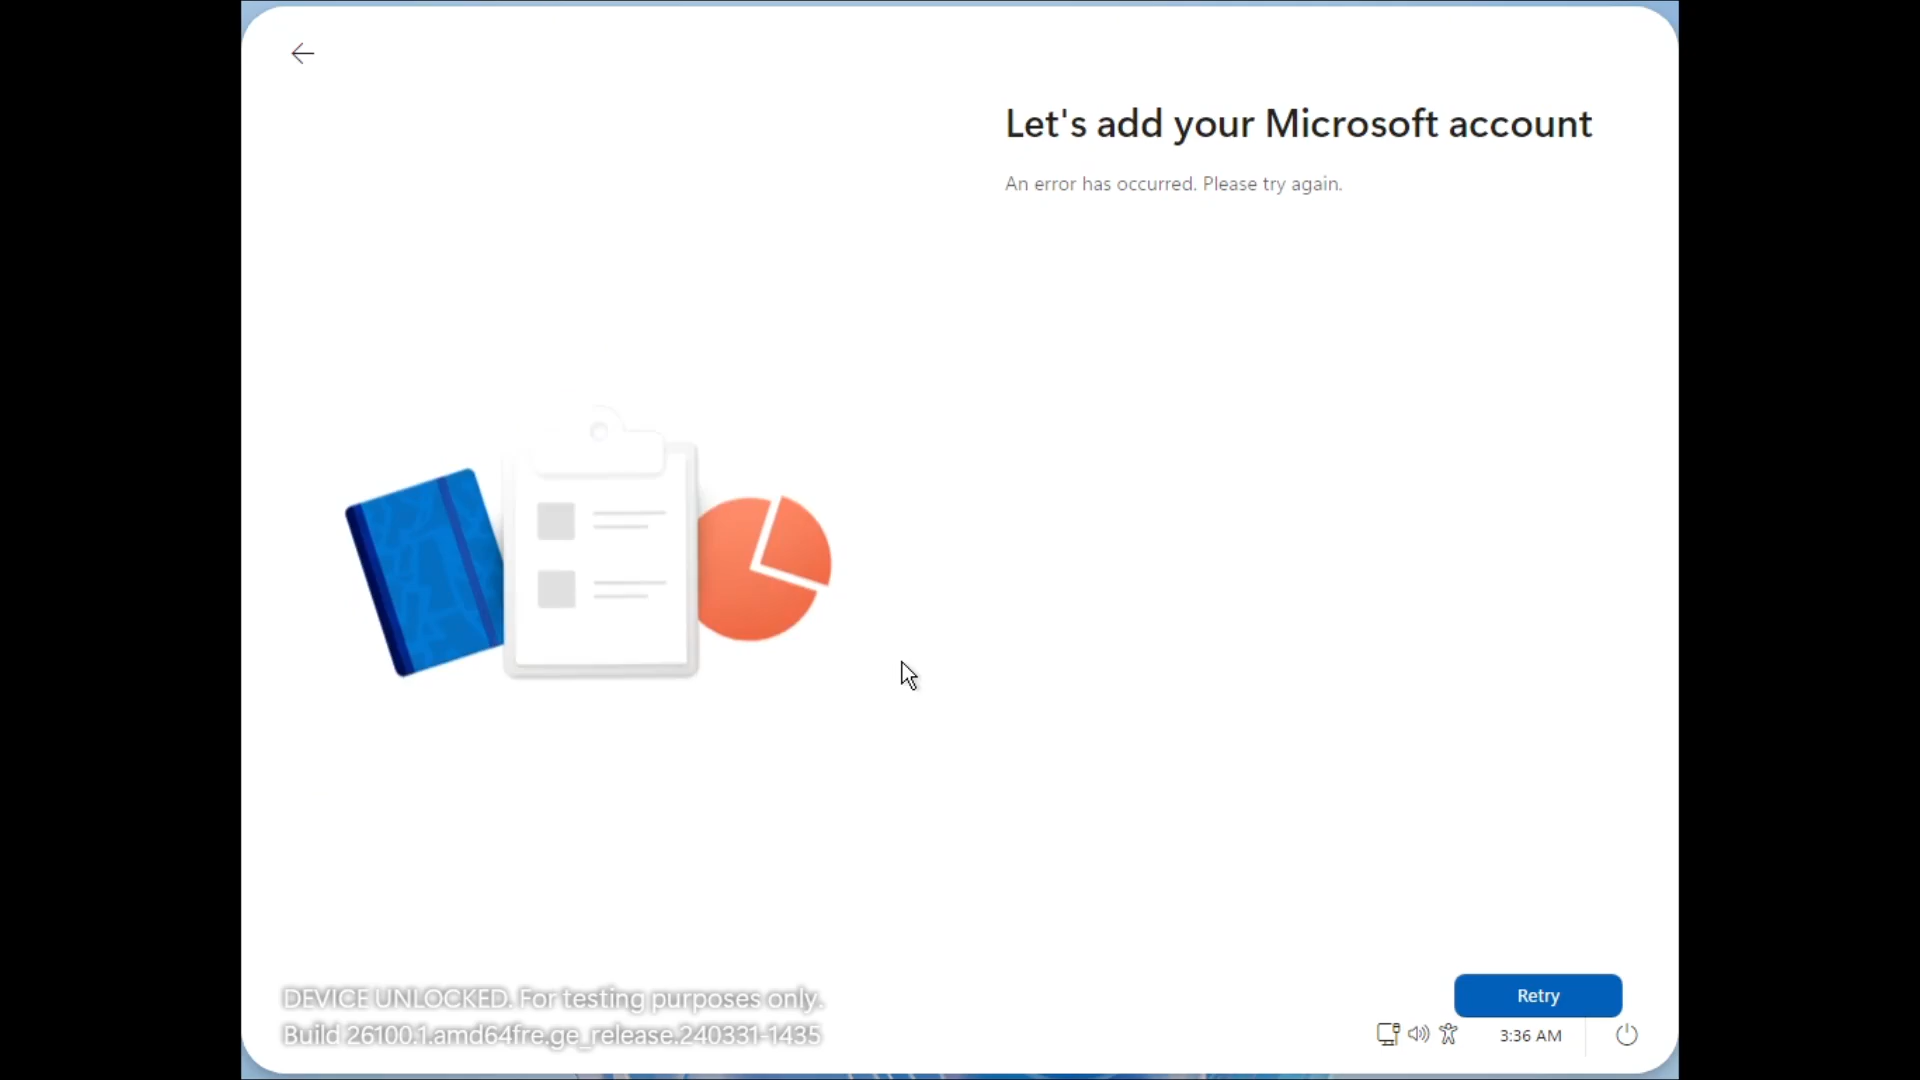 Let's add your Microsoft account
An error has occurred. Please try again.
Retry
DEVICE UNLOCKED. For testing purposes only.
Build 26100.1.amd64fre.ge_release.240331-1435
3:36 AM